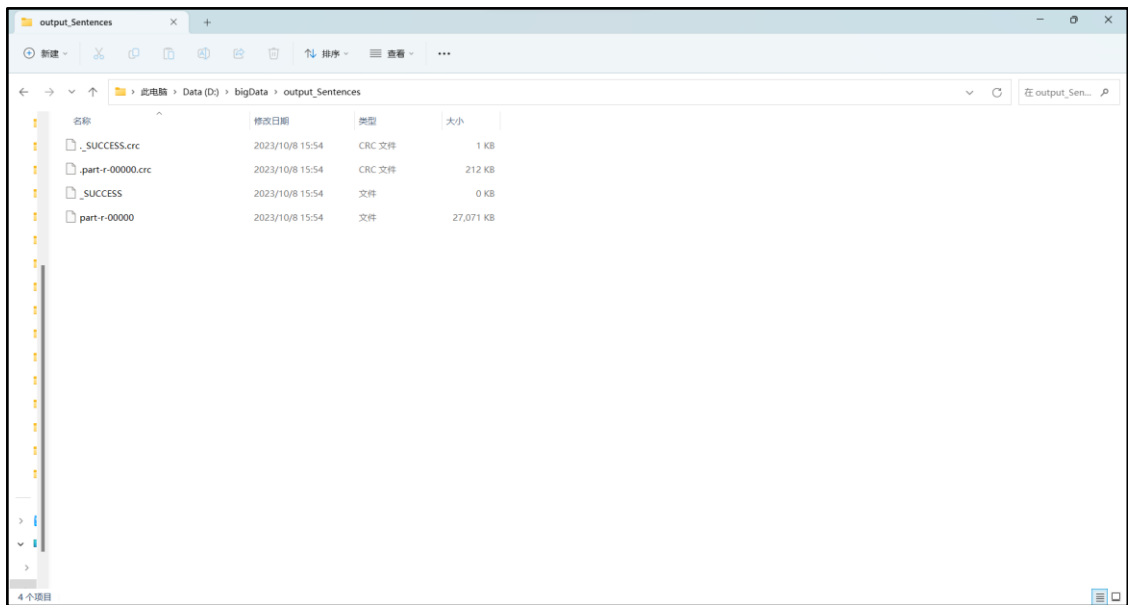 output_Sentences
新建 排序 查看 ...
此电脑 > Data (D:) > bigData > output_Sentences 在 output_Sen...
名称 修改日期 类型 大小
._SUCCESS.crc 2023/10/8 15:54 CRC 文件 1 KB
.part-r-00000.crc 2023/10/8 15:54 CRC 文件 212 KB
_SUCCESS 2023/10/8 15:54 文件 0 KB
part-r-00000 2023/10/8 15:54 文件 27,071 KB
4 个项目